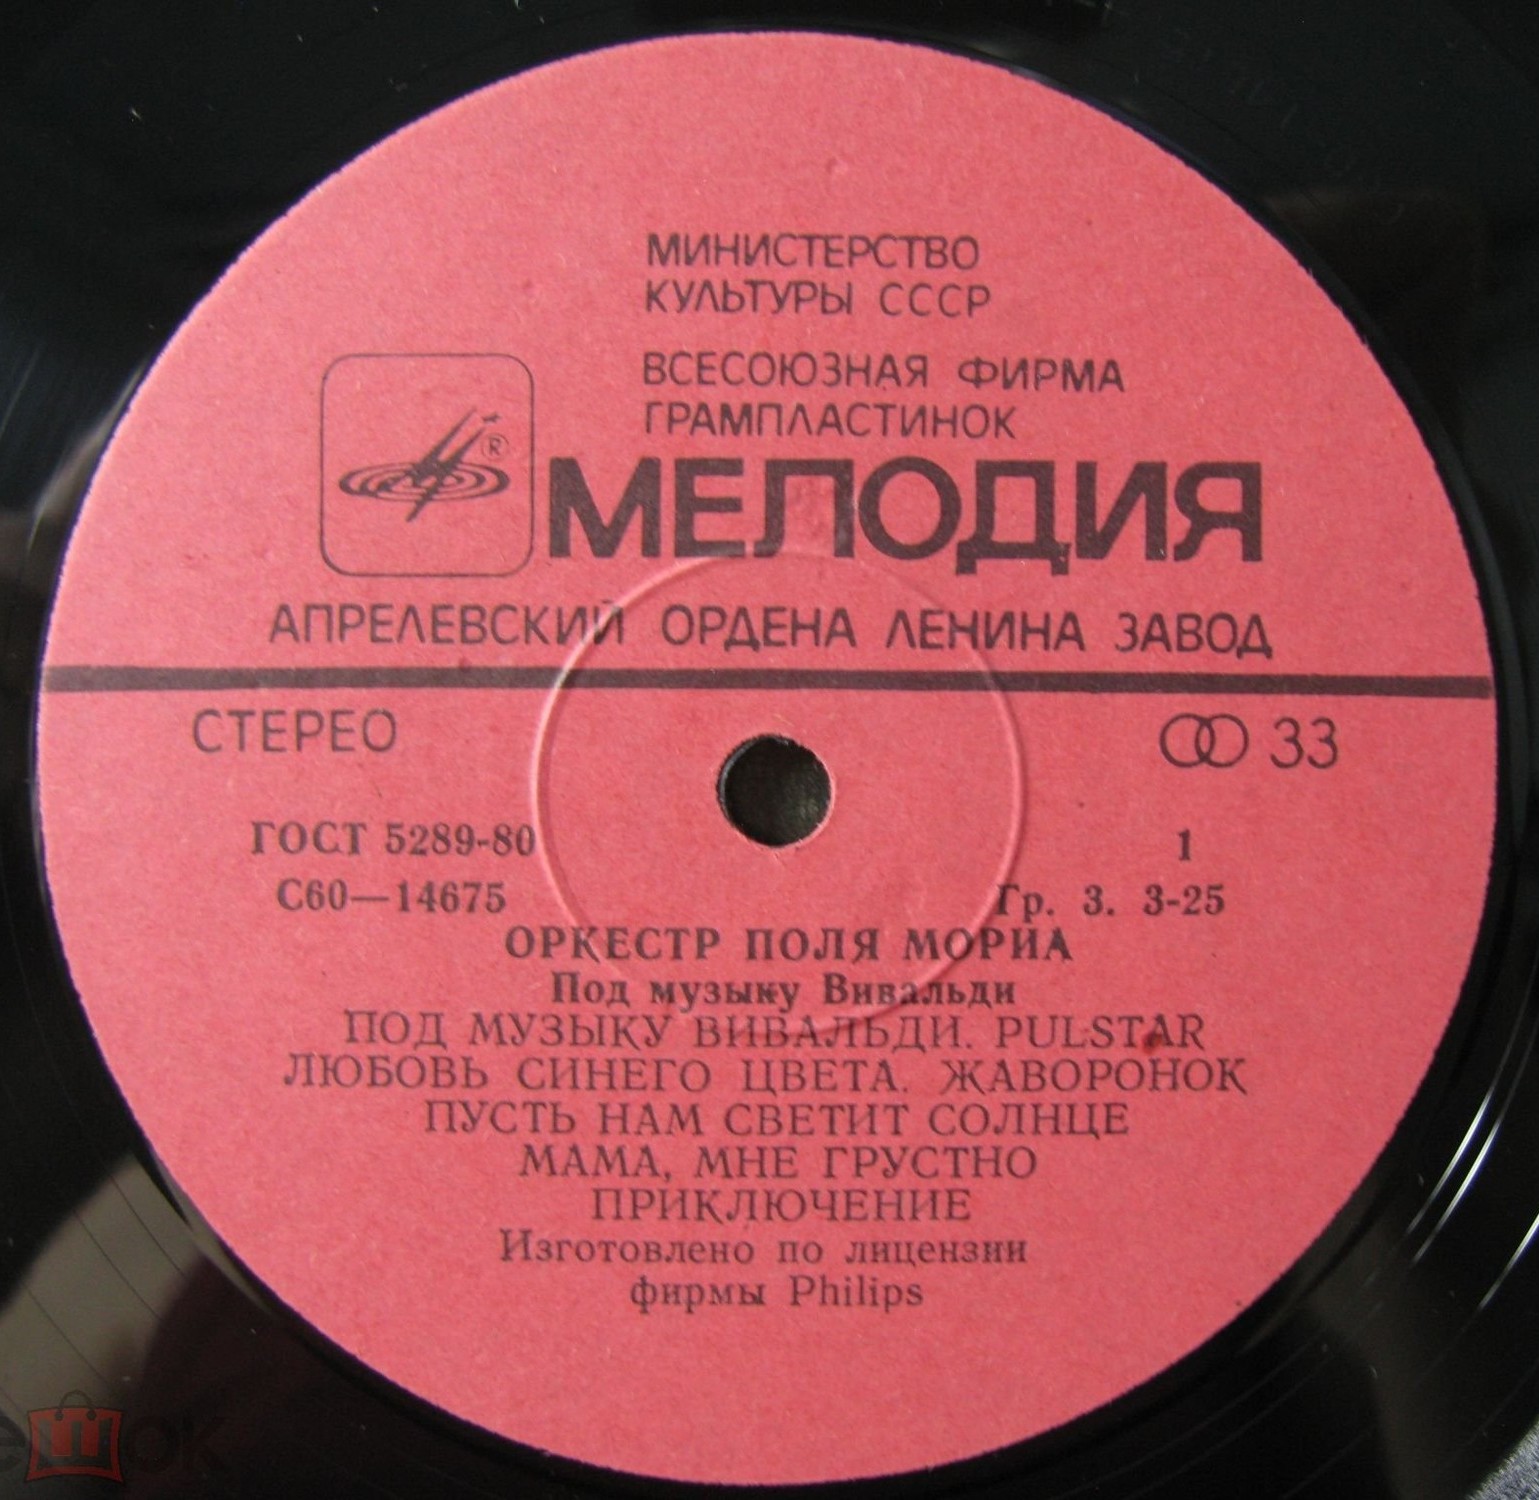 МИНИСТЕРСТВО
КУЛЬТУРЫ СССР
ВСЕСОЮЗНАЯ ФИРМА
ГРАМПЛАСТИНОК
®
МЕЛОДИЯ
АПРЕЛЕВСКИЙ ОРДЕНА ЛЕНИНА ЗАВОД
СТЕРЕО 33
ГОСТ 5289-80 1
С60—14675 Гр. 3. 3-25
ОРКЕСТР ПОЛЯ МОРИА
Под музыку Вивальди
ПОД МУЗЫКУ ВИВАЛЬДИ. PULSTAR
ЛЮБОВЬ СИНЕГО ЦВЕТА. ЖАВОРОНОК
ПУСТЬ НАМ СВЕТИТ СОЛНЦЕ
МАМА, МНЕ ГРУСТНО
ПРИКЛЮЧЕНИЕ
Изготовлено по лицензии
фирмы Philips
ешок